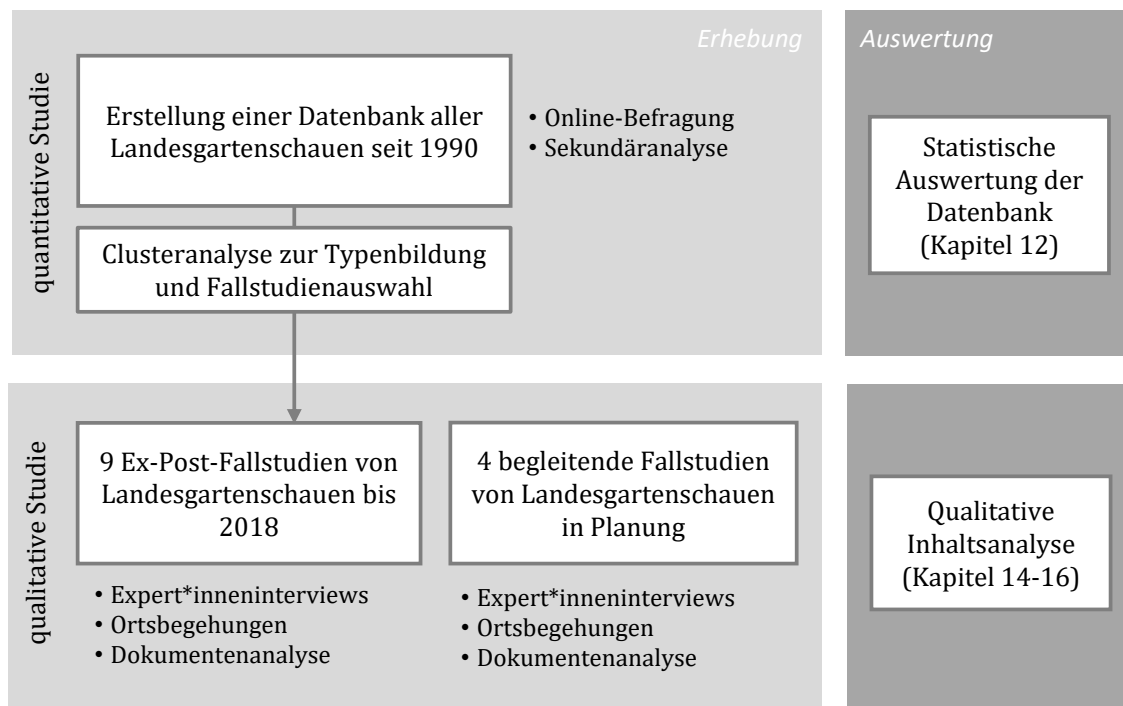 Erhebung
Auswertung
quantitative Studie
Erstellung einer Datenbank aller
Landesgartenschauen seit 1990
• Online-Befragung
• Sekundäranalyse
Clusteranalyse zur Typenbildung
und Fallstudienauswahl
Statistische
Auswertung der
Datenbank
(Kapitel 12)
qualitative Studie
9 Ex-Post-Fallstudien von
Landesgartenschauen bis
2018
• Expert*inneninterviews
• Ortsbegehungen
• Dokumentenanalyse
4 begleitende Fallstudien
von Landesgartenschauen
in Planung
• Expert*inneninterviews
• Ortsbegehungen
• Dokumentenanalyse
Qualitative
Inhaltsanalyse
(Kapitel 14-16)